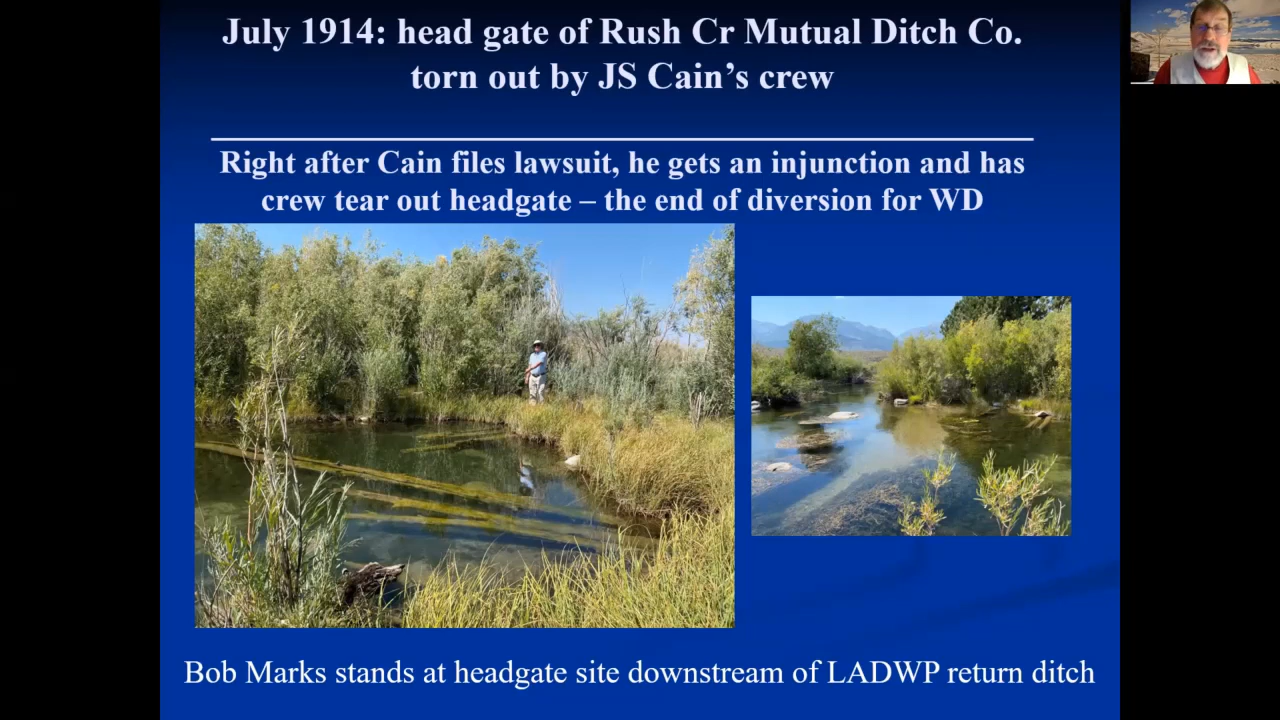 July 1914: head gate of Rush Cr Mutual Ditch Co.
torn out by JS Cain’s crew
Right after Cain files lawsuit, he gets an injunction and has
crew tear out headgate – the end of diversion for WD
Bob Marks stands at headgate site downstream of LADWP return ditch